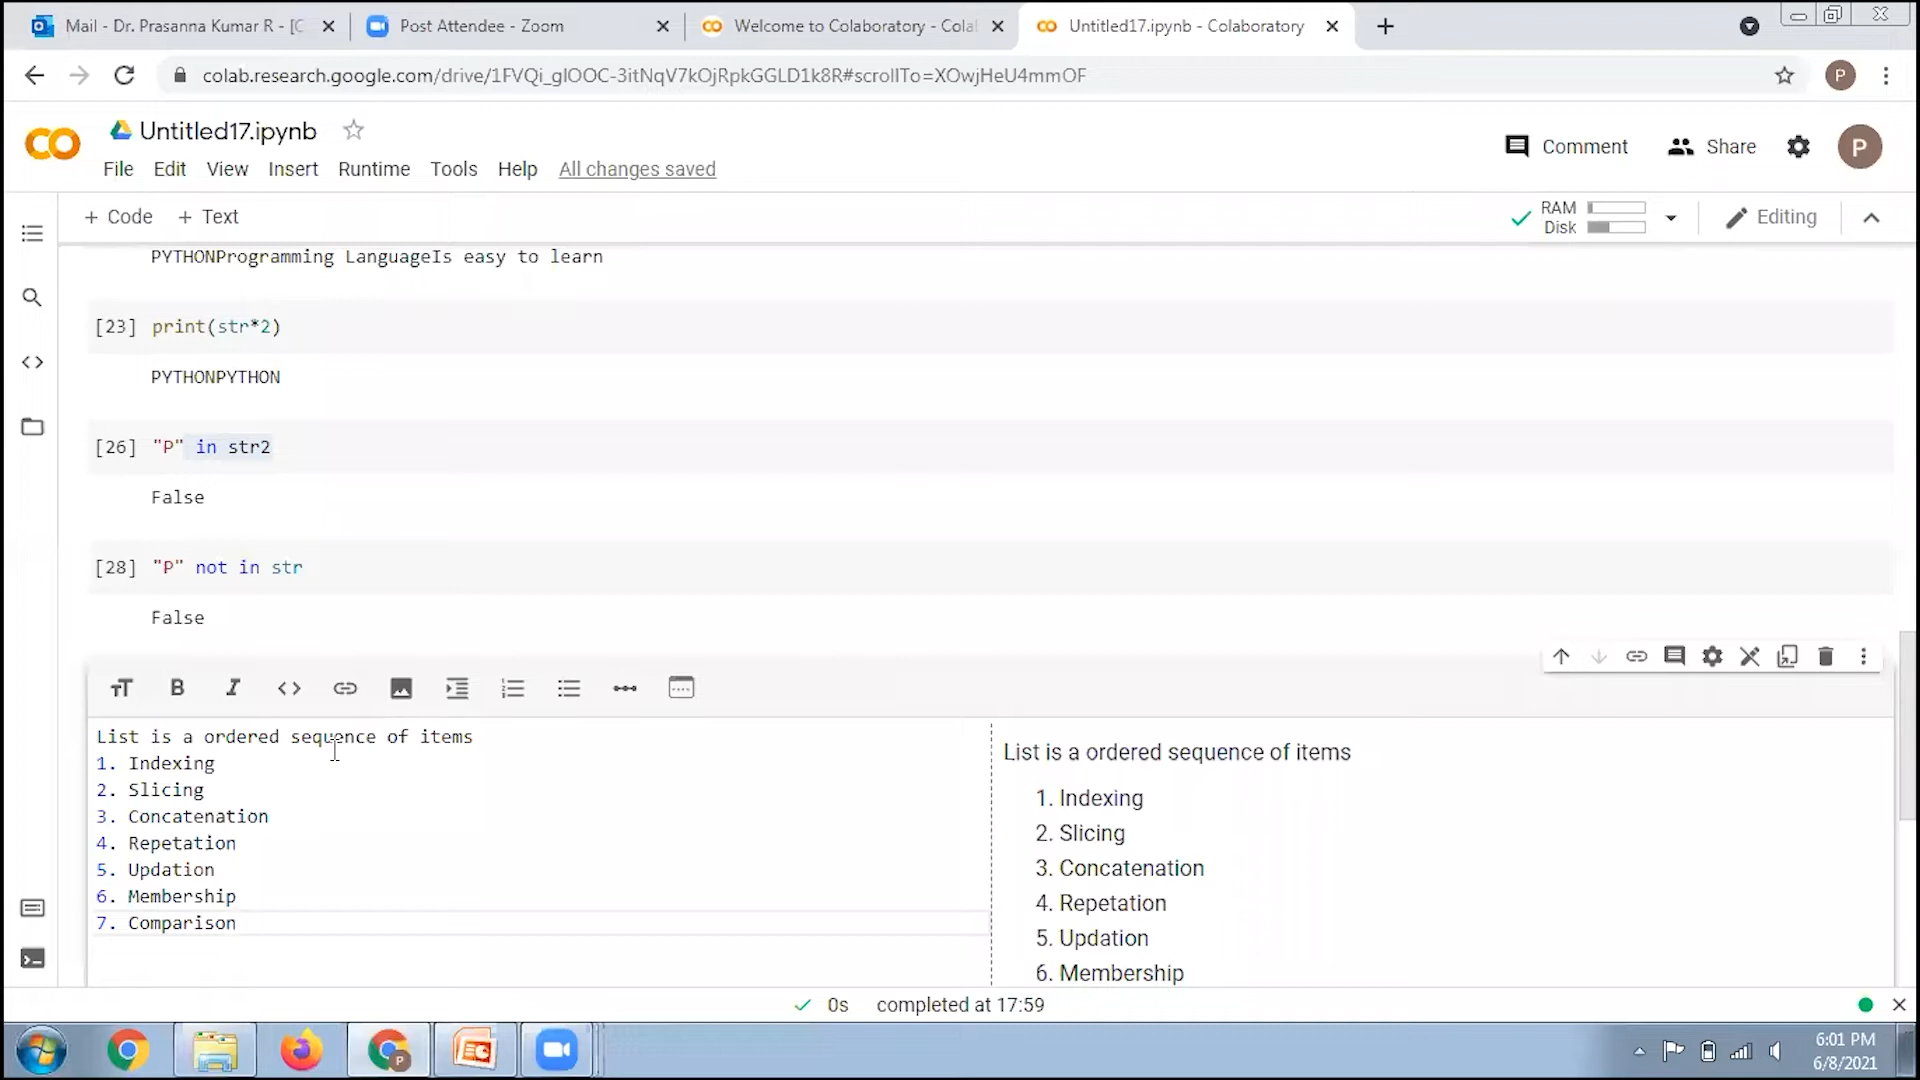 Mail - Dr. Prasanna Kumar R - [C
Post Attendee - Zoom
Welcome to Colaboratory - Colal
Untitled17.ipynb - Colaboratory
colab.research.google.com/drive/1FVQi_glOOC-3itNqV7kOjRpkGGLD1k8R#scrollTo=XOwjHeU4mmOF
P
Untitled17.ipynb
Comment
Share
P
File Edit View Insert Runtime Tools Help All changes saved
+ Code + Text
RAM
Disk
Editing
PYTHONProgramming LanguageIs easy to learn
[23] print(str*2)
PYTHONPYTHON
[26] "P" in str2
False
[28] "P" not in str
False
List is a ordered sequence of items
1. Indexing
2. Slicing
3. Concatenation
4. Repetation
5. Updation
6. Membership
7. Comparison
List is a ordered sequence of items
1. Indexing
2. Slicing
3. Concatenation
4. Repetation
5. Updation
6. Membership
0s completed at 17:59
P
6:01 PM
6/8/2021